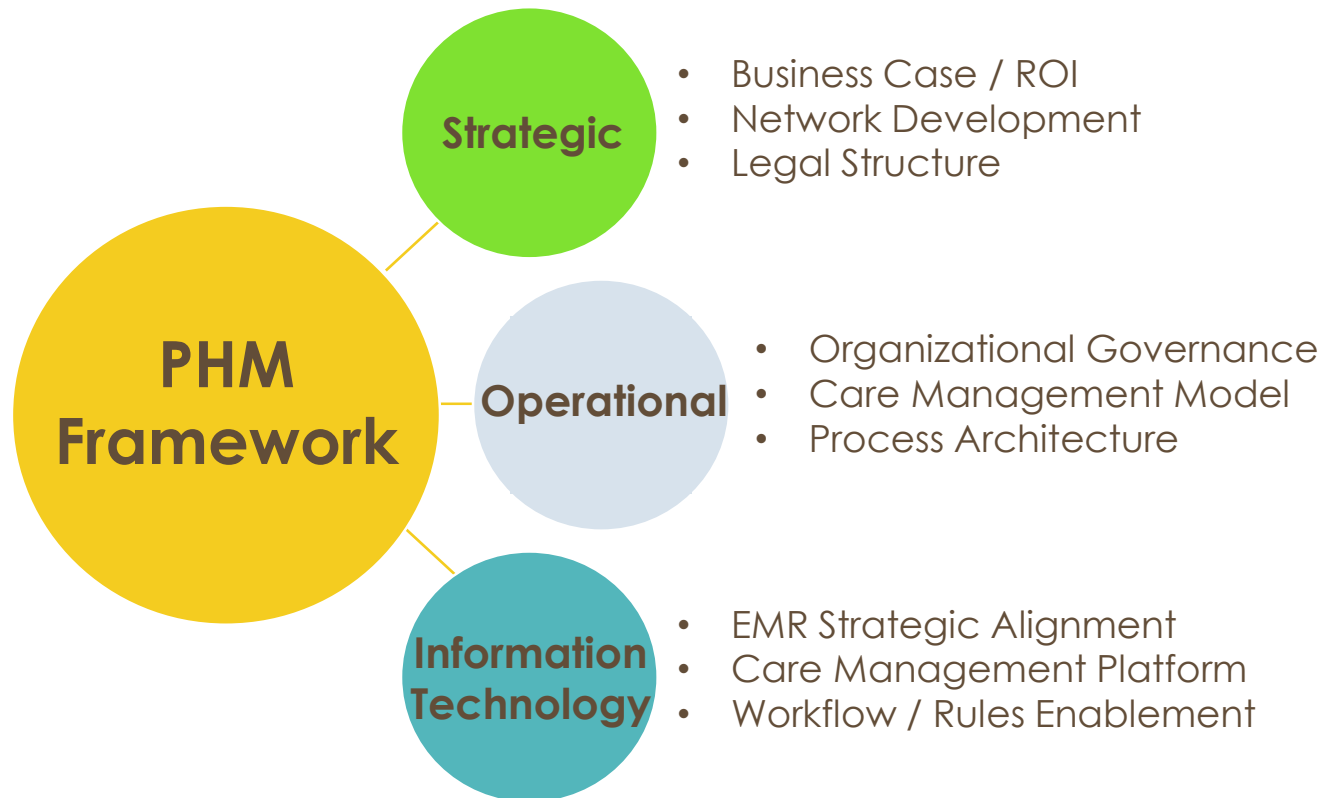 PHM
Framework
Strategic
• Business Case / ROI
• Network Development
• Legal Structure
Operational
• Organizational Governance
• Care Management Model
• Process Architecture
Information
Technology
• EMR Strategic Alignment
• Care Management Platform
• Workflow / Rules Enablement